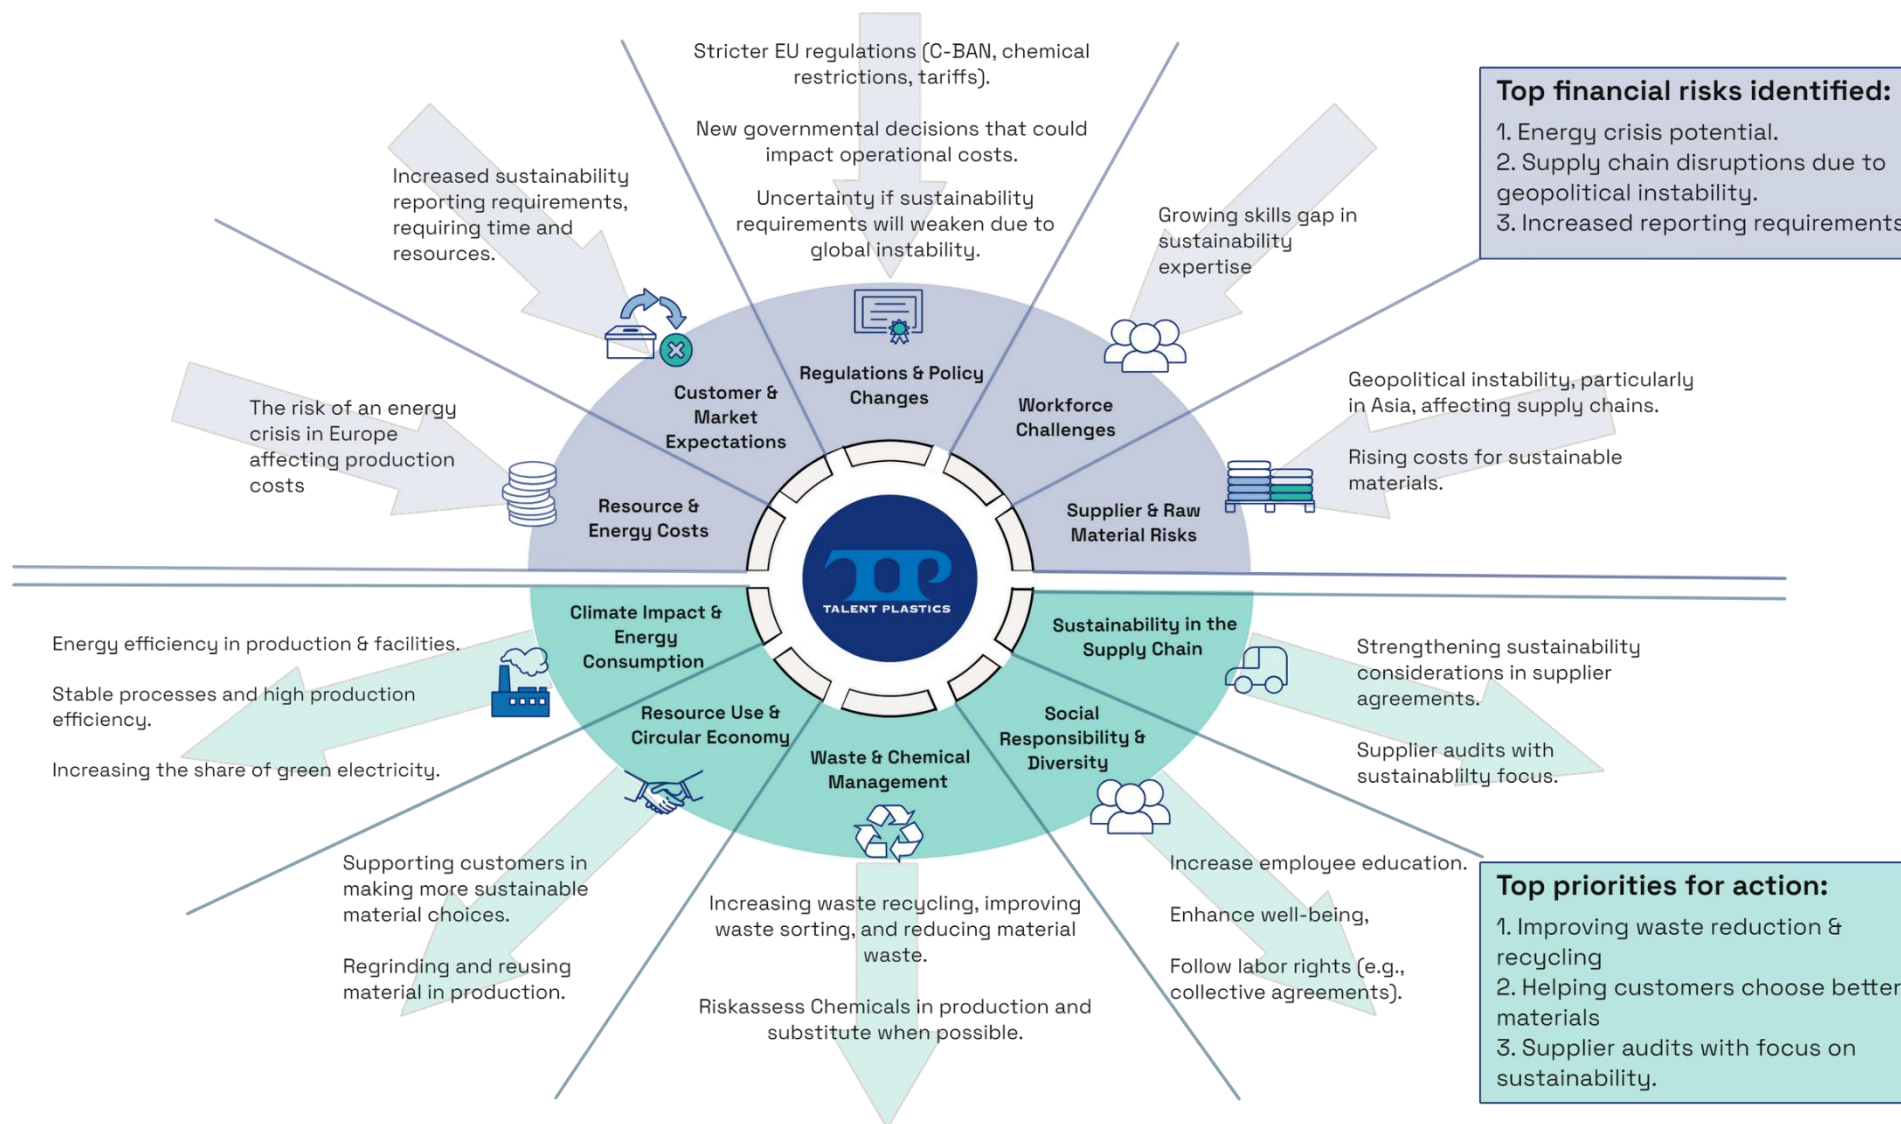 Stricter EU regulations (C-BAN, chemical
restrictions, tariffs).
New governmental decisions that could
impact operational costs.
Uncertainty if sustainability
requirements will weaken due to
global instability.
Increased sustainability
reporting requirements,
requiring time and
resources.
Growing skills gap in
sustainability
expertise
Top financial risks identified:
1. Energy crisis potential.
2. Supply chain disruptions due to
geopolitical instability.
3. Increased reporting requirements
The risk of an energy
crisis in Europe
affecting production
costs
Geopolitical instability, particularly
in Asia, affecting supply chains.
Rising costs for sustainable
materials.
Resource &
Energy Costs
Customer &
Market
Expectations
Regulations & Policy
Changes
Workforce
Challenges
Supplier & Raw
Material Risks
TP
TALENT PLASTICS
Climate Impact &
Energy
Consumption
Resource Use &
Circular Economy
Waste & Chemical
Management
Social
Responsibility &
Diversity
Sustainability in the
Supply Chain
Energy efficiency in production & facilities.
Stable processes and high production
efficiency.
Increasing the share of green electricity.
Supporting customers in
making more sustainable
material choices.
Regrinding and reusing
material in production.
Increasing waste recycling, improving
waste sorting, and reducing material
waste.
Riskassess Chemicals in production and
substitute when possible.
Increase employee education.
Enhance well-being,
Follow labor rights (e.g.,
collective agreements).
Strengthening sustainability
considerations in supplier
agreements.
Supplier audits with
sustainablilty focus.
Top priorities for action:
1. Improving waste reduction &
recycling
2. Helping customers choose better
materials
3. Supplier audits with focus on
sustainability.